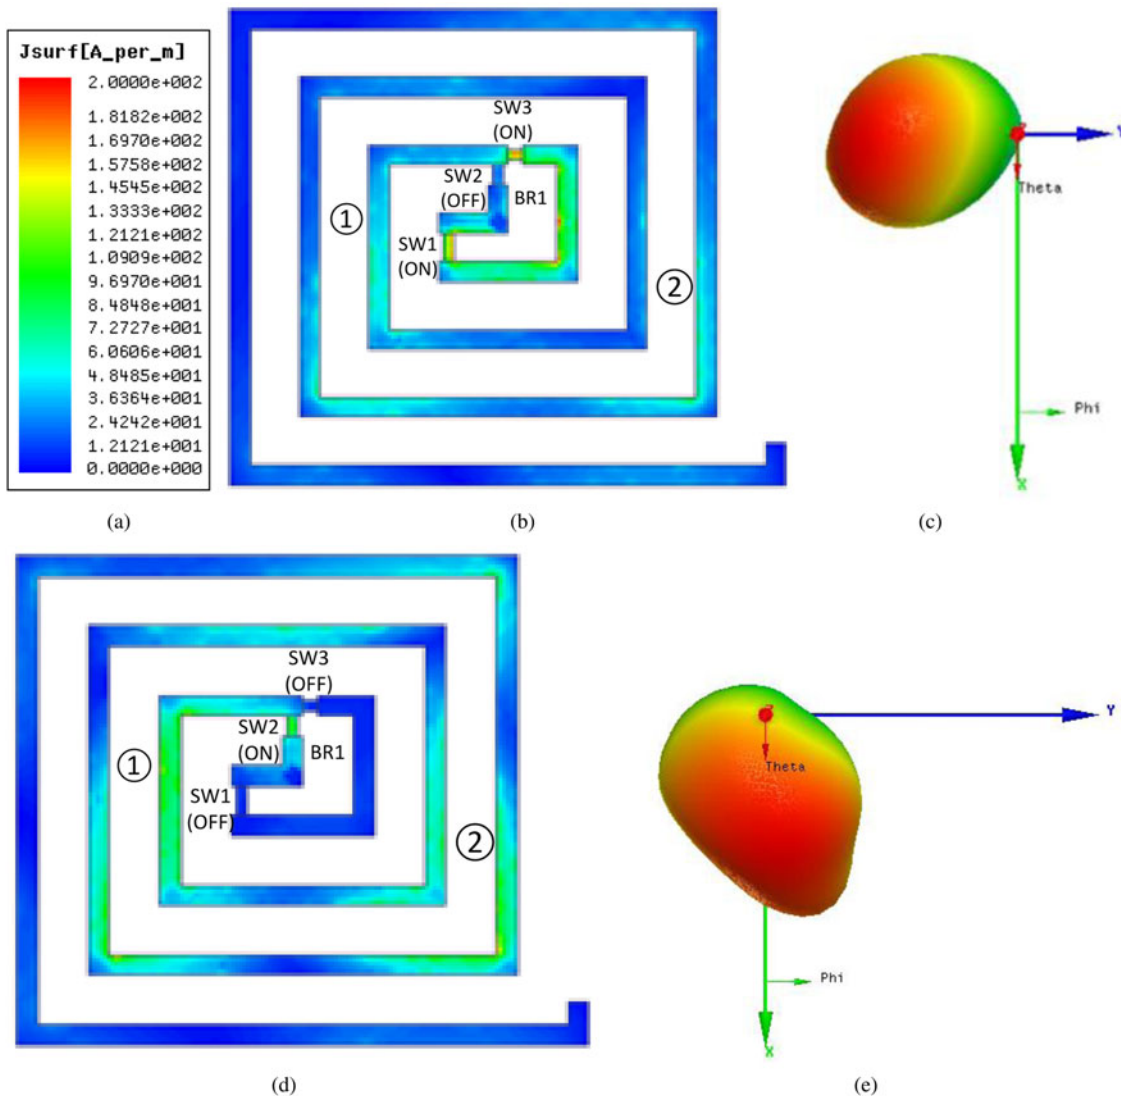 Jsurf[A_per_m]
2.0000e+002
1.8182e+002
1.6970e+002
1.5758e+002
1.4545e+002
1.3333e+002
1.2121e+002
1.0909e+002
9.6970e+001
8.4848e+001
7.2727e+001
6.0606e+001
4.8485e+001
3.6364e+001
2.4242e+001
1.2121e+001
0.0000e+000
(a)
SW3
(ON)
SW2
(OFF)
BR1
SW1
(ON)
①
②
(b)
Z
Y
Theta
Phi
X
(c)
SW3
(OFF)
SW2
(ON)
BR1
SW1
(OFF)
①
②
(d)
Z
Y
Theta
Phi
X
(e)